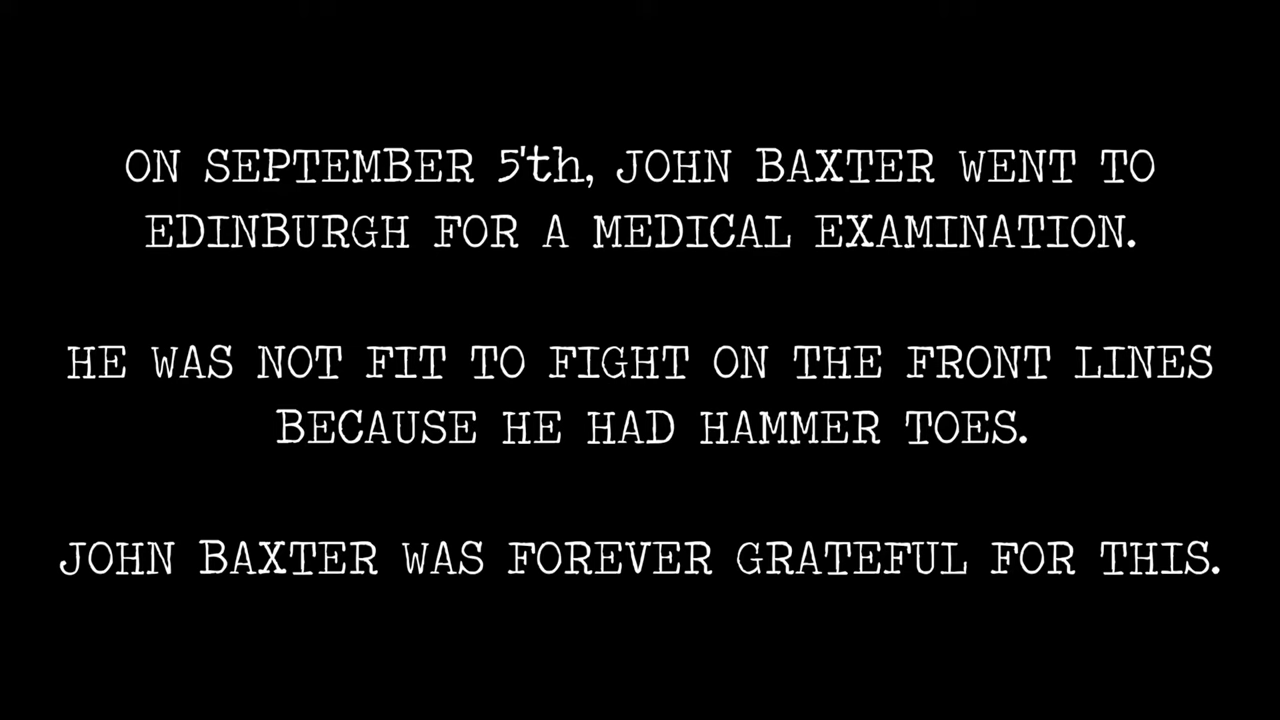 ON SEPTEMBER 5'th, JOHN BAXTER WENT TO
EDINBURGH FOR A MEDICAL EXAMINATION.
HE WAS NOT FIT TO FIGHT ON THE FRONT LINES
BECAUSE HE HAD HAMMER TOES.
JOHN BAXTER WAS FOREVER GRATEFUL FOR THIS.